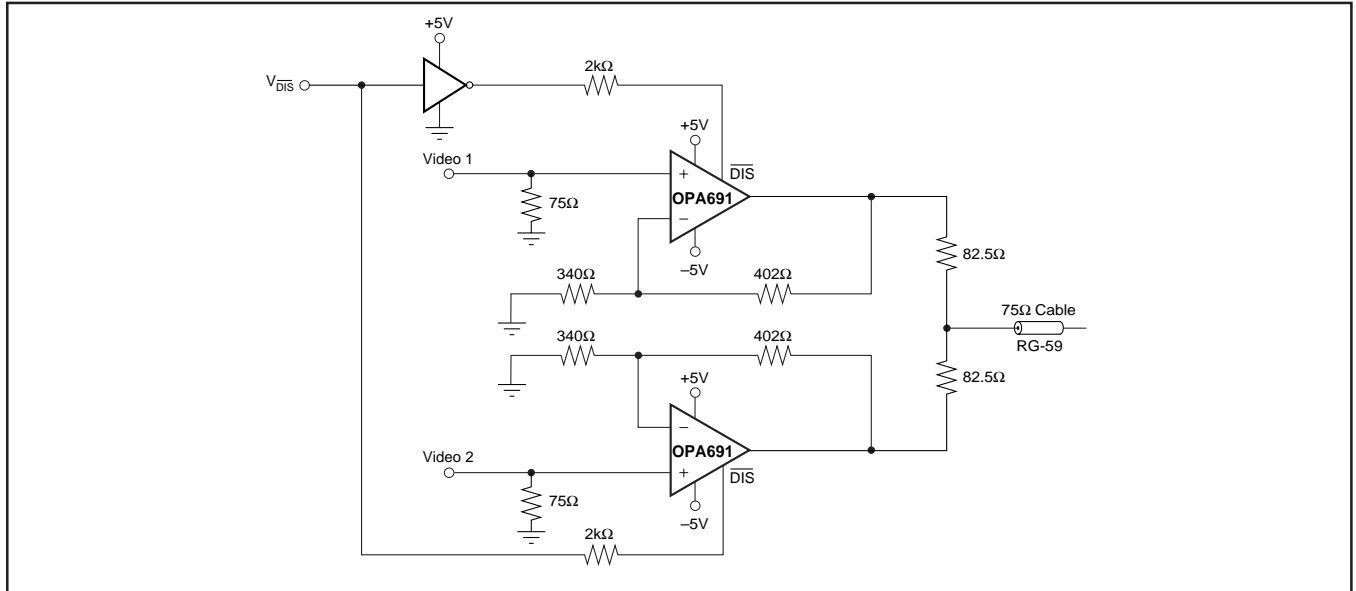 +5V
V DIS
2kΩ
+5V
Video 1
+
DIS
OPA691
75Ω
−
–5V
340Ω
402Ω
82.5Ω
75Ω Cable
RG-59
340Ω
402Ω
82.5Ω
+5V
−
OPA691
Video 2
+
DIS
75Ω
–5V
2kΩ